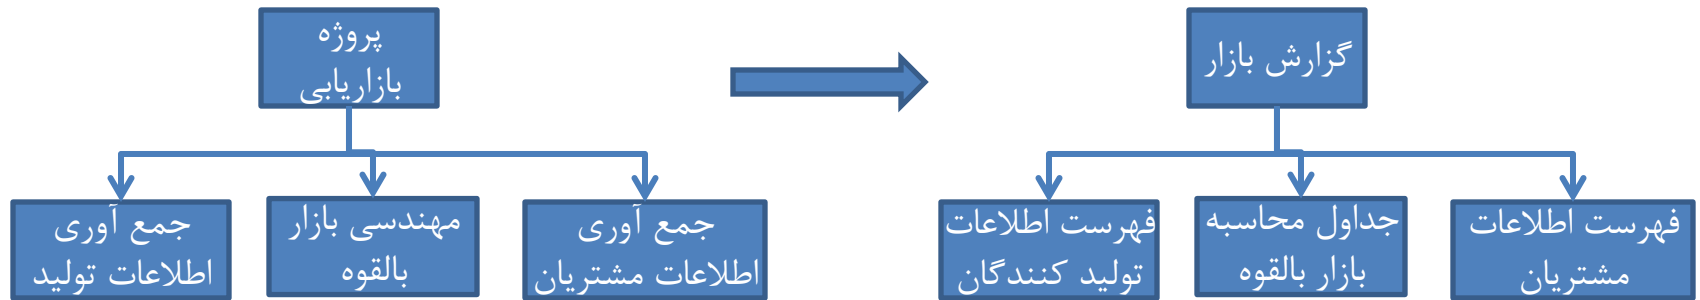 پروژه
بازاریابی
گزارش بازار
جمع آوری
اطلاعات تولید
مهندسی بازار
بالقوه
جمع آوری
اطلاعات مشتریان
فهرست اطلاعات
تولید کنندگان
جداول محاسبه
بازار بالقوه
فهرست اطلاعات
مشتریان